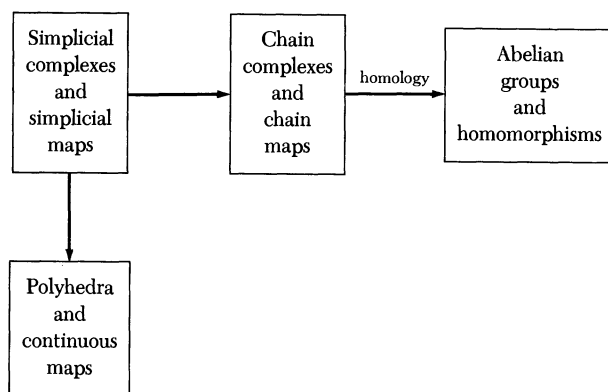 Simplicial
complexes
and
simplicial
maps
Chain
complexes
and
chain
maps
homology
Abelian
groups
and
homomorphisms
Polyhedra
and
continuous
maps